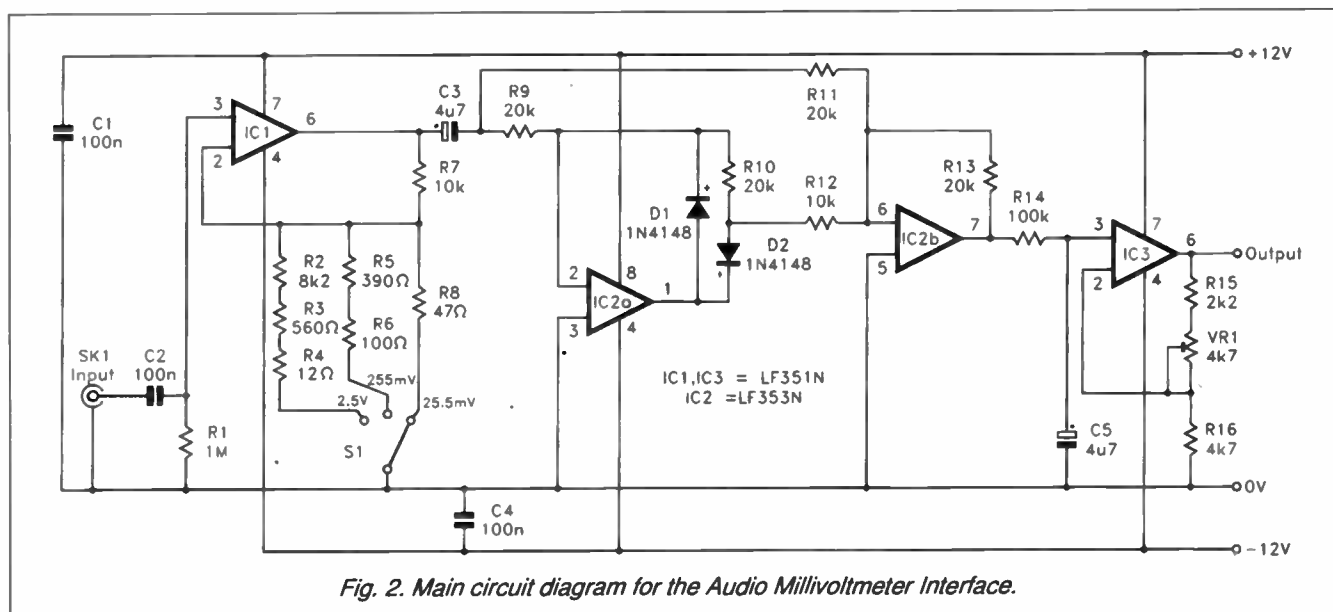 +12V
C1
100n
3
7
IC1
6
2
4
C3
4u7
R9
20k
R11
20k
R7
10k
R10
20k
R12
10k
R13
20k
R14
100k
D1
1N4148
D2
1N4148
6
IC2b
7
5
3
7
IC3
6
2
4
Output
R2
8k2
R5
390Ω
R8
47Ω
R3
560Ω
R6
100Ω
R4
12Ω
2
8
IC2a
1
3
4
R15
2k2
VR1
4k7
SK1
Input
C2
100n
2.5V
255mV
25.5mV
S1
R1
1M
IC1,IC3 = LF351N
IC2 =LF353N
C5
4u7
R16
4k7
0V
C4
100n
-12V
Fig. 2. Main circuit diagram for the Audio Millivoltmeter Interface.